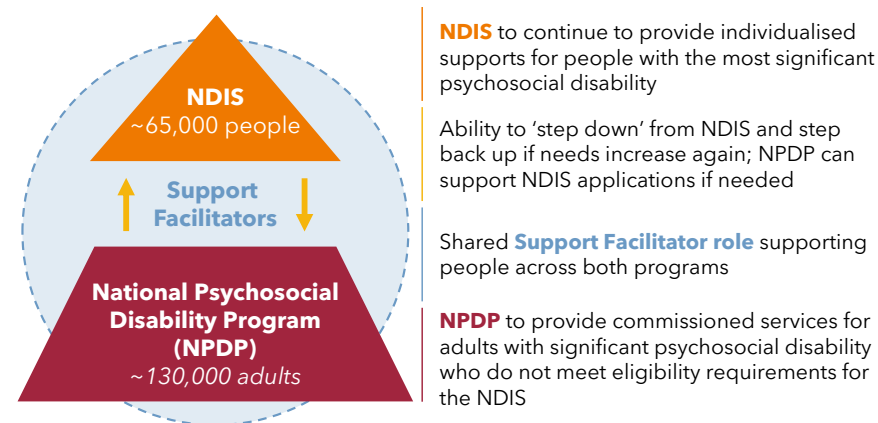 NDIS
~65,000 people
Support
Facilitators
National Psychosocial
Disability Program
(NPDP)
~130,000 adults
NDIS to continue to provide individualised
supports for people with the most significant
psychosocial disability
Ability to ‘step down’ from NDIS and step
back up if needs increase again; NPDP can
support NDIS applications if needed
Shared Support Facilitator role supporting
people across both programs
NPDP to provide commissioned services for
adults with significant psychosocial disability
who do not meet eligibility requirements for
the NDIS